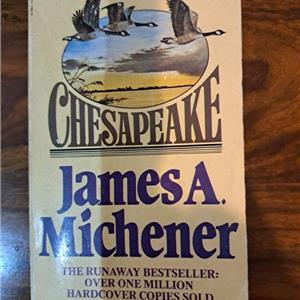 CHESAPEAKE
James A.
Michener
THE RUNAWAY BESTSELLER:
OVER ONE MILLION
HARDCOVER COPIES SOLD